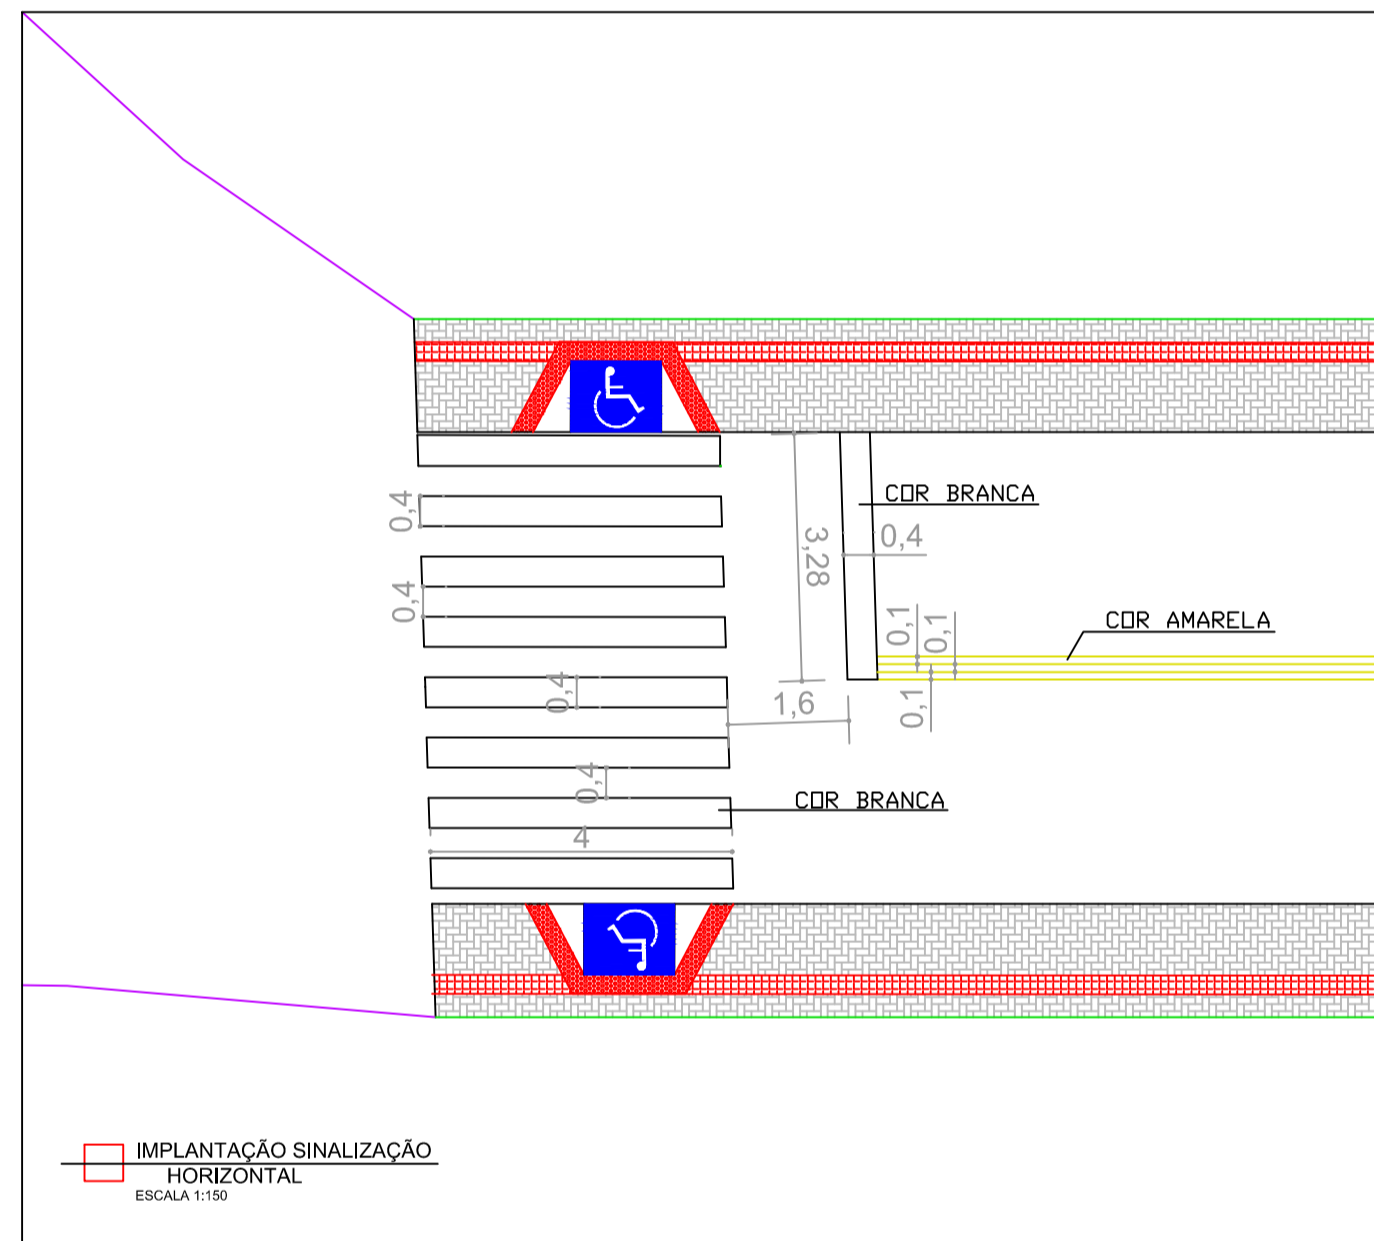 COR BRANCA
0,4
0,4
3,28
0,4
COR AMARELA
0,1
0,1
0,4
1,6
0,1
0,4
COR BRANCA
4
IMPLANTAÇÃO SINALIZAÇÃO
HORIZONTAL
ESCALA 1:150